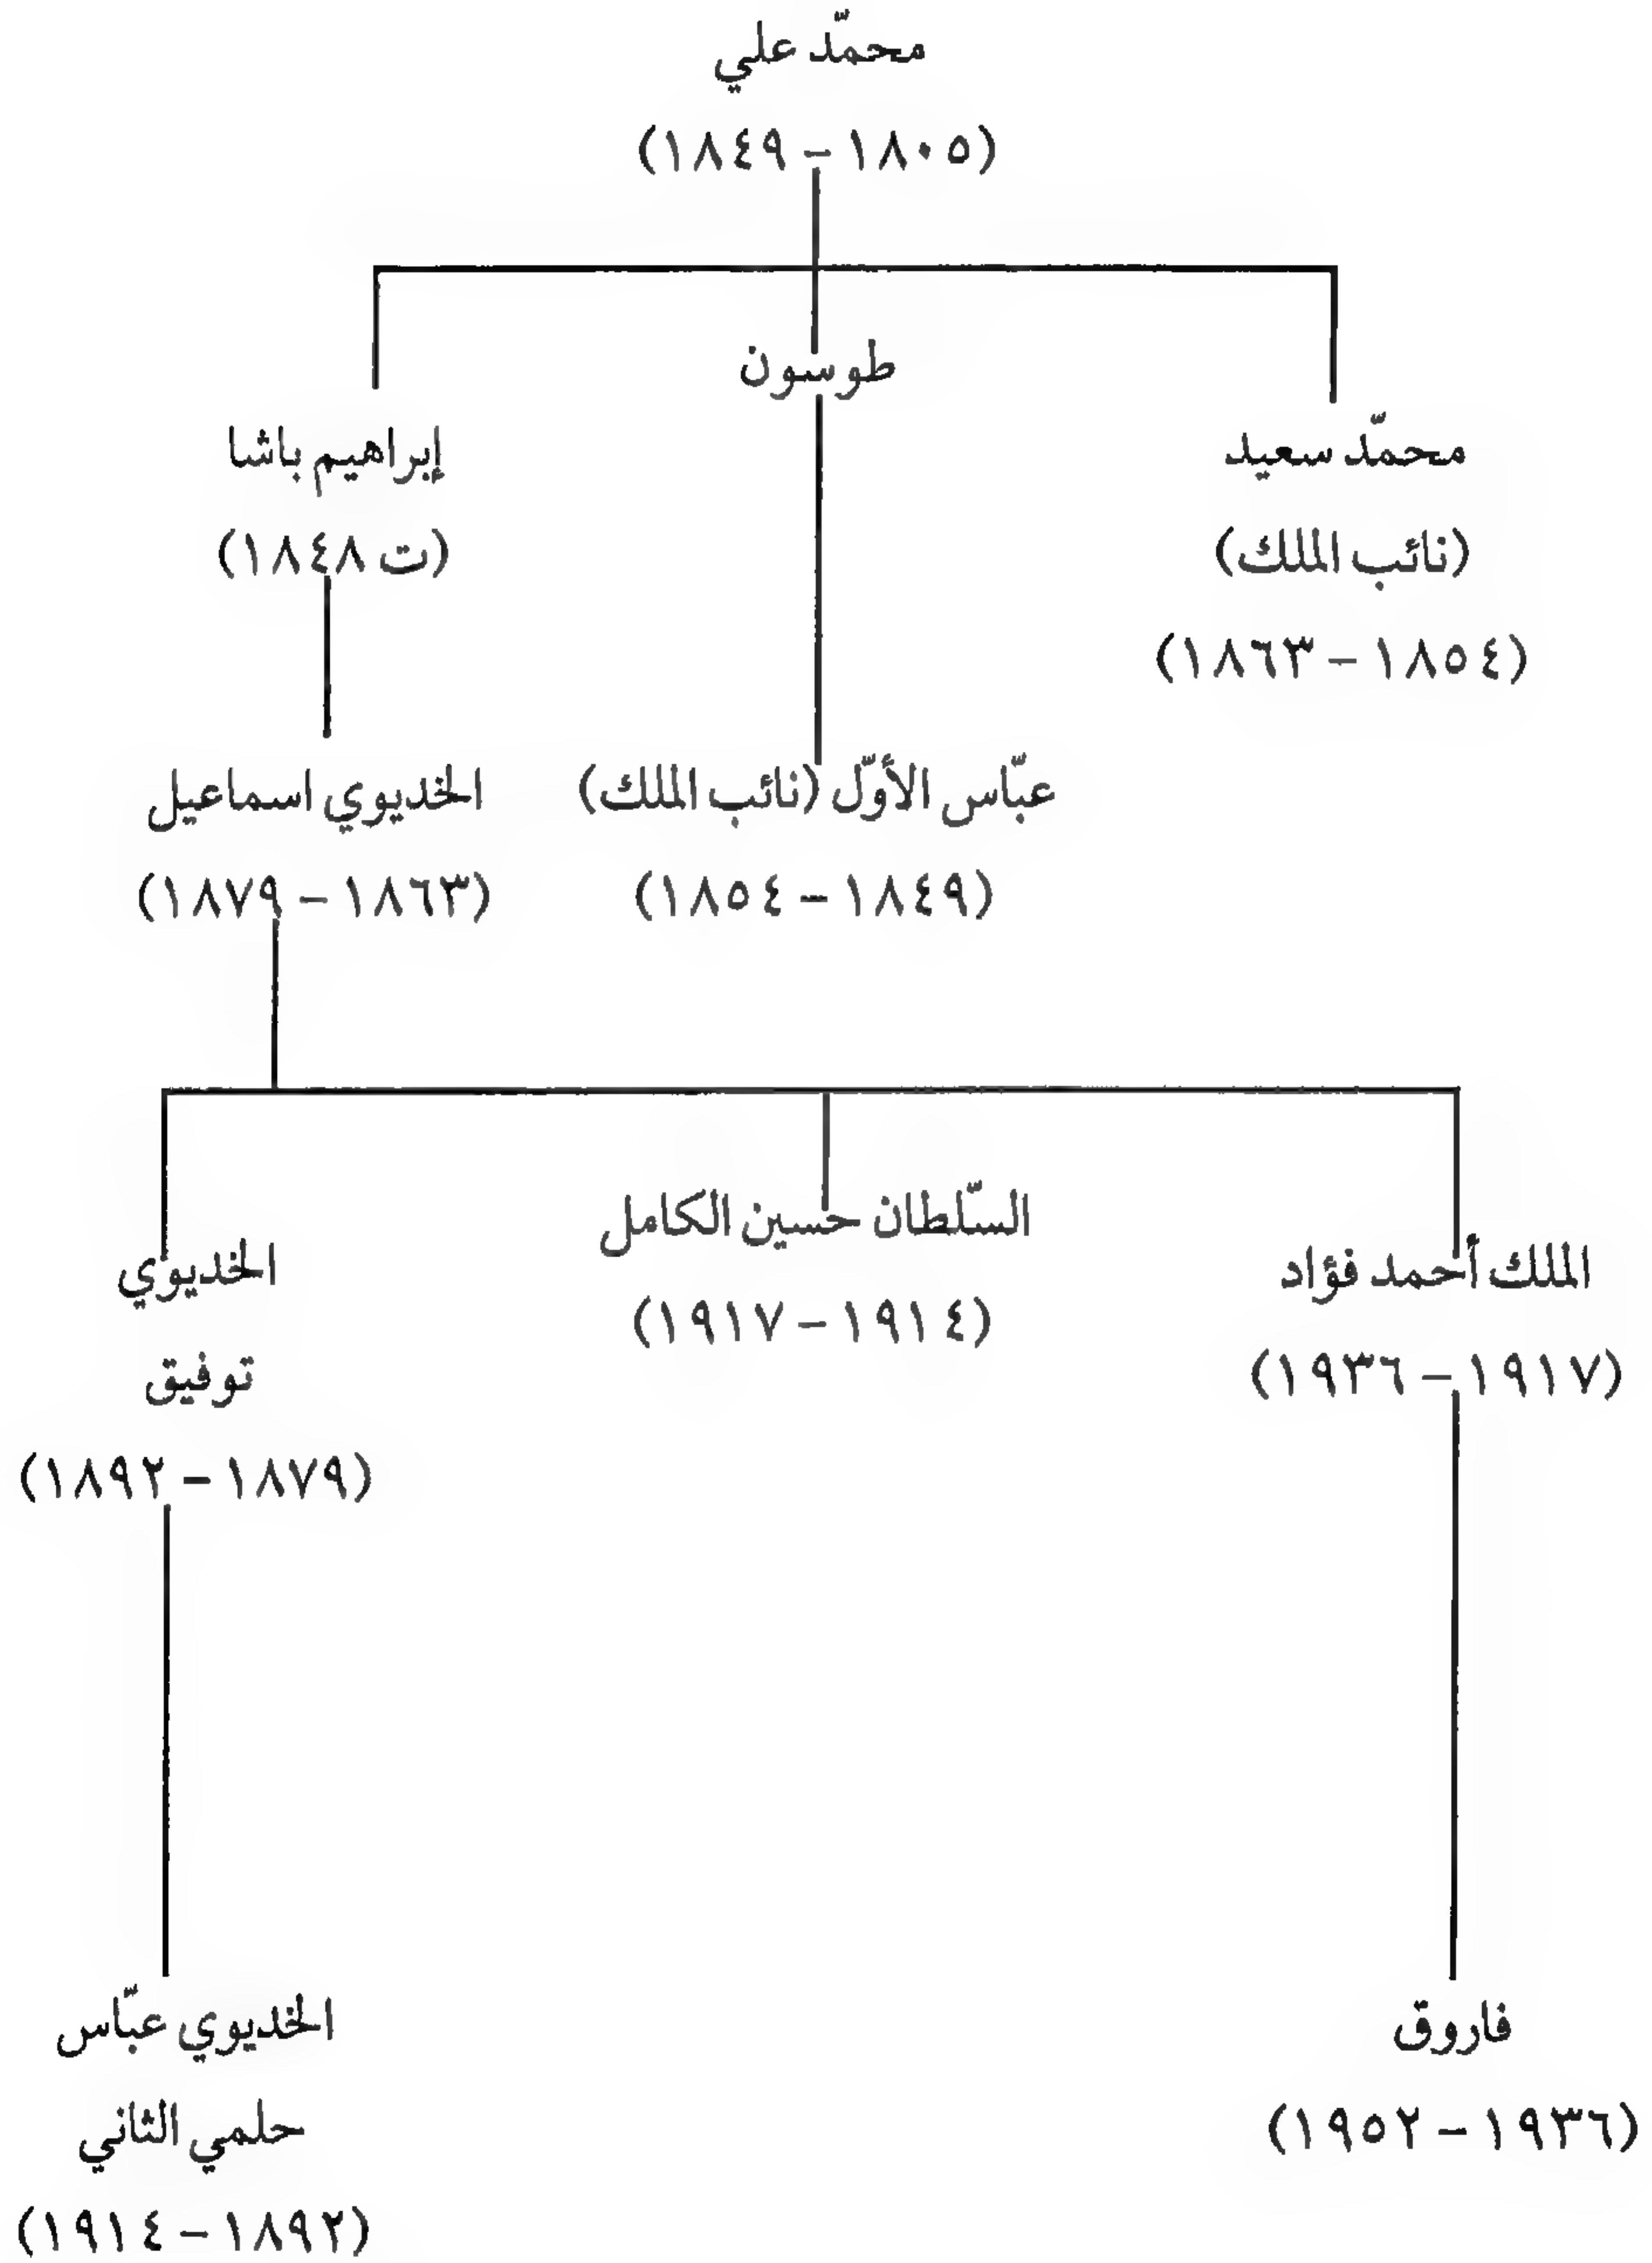 محمّد علي
(١٨٠٥ – ١٨٤٩)
طوسون
محمّد سعيد
(نائب الملك)
(١٨٥٤ – ١٨٦٣)
إبراهيم باشا
(ت ١٨٤٨)
عبّاس الأوّل (نائب الملك)
(١٨٤٩ – ١٨٥٤)
الخديوي اسماعيل
(١٨٦٣ – ١٨٧٩)
الملك أحمد فؤاد
(١٩١٧ – ١٩٣٦)
السّلطان حسين الكامل
(١٩١٤ – ١٩١٧)
الخديوي
توفيق
(١٨٧٩ – ١٨٩٢)
فاروق
(١٩٣٦ – ١٩٥٢)
الخديوي عبّاس
حلمي الثاني
(١٨٩٢ – ١٩١٤)